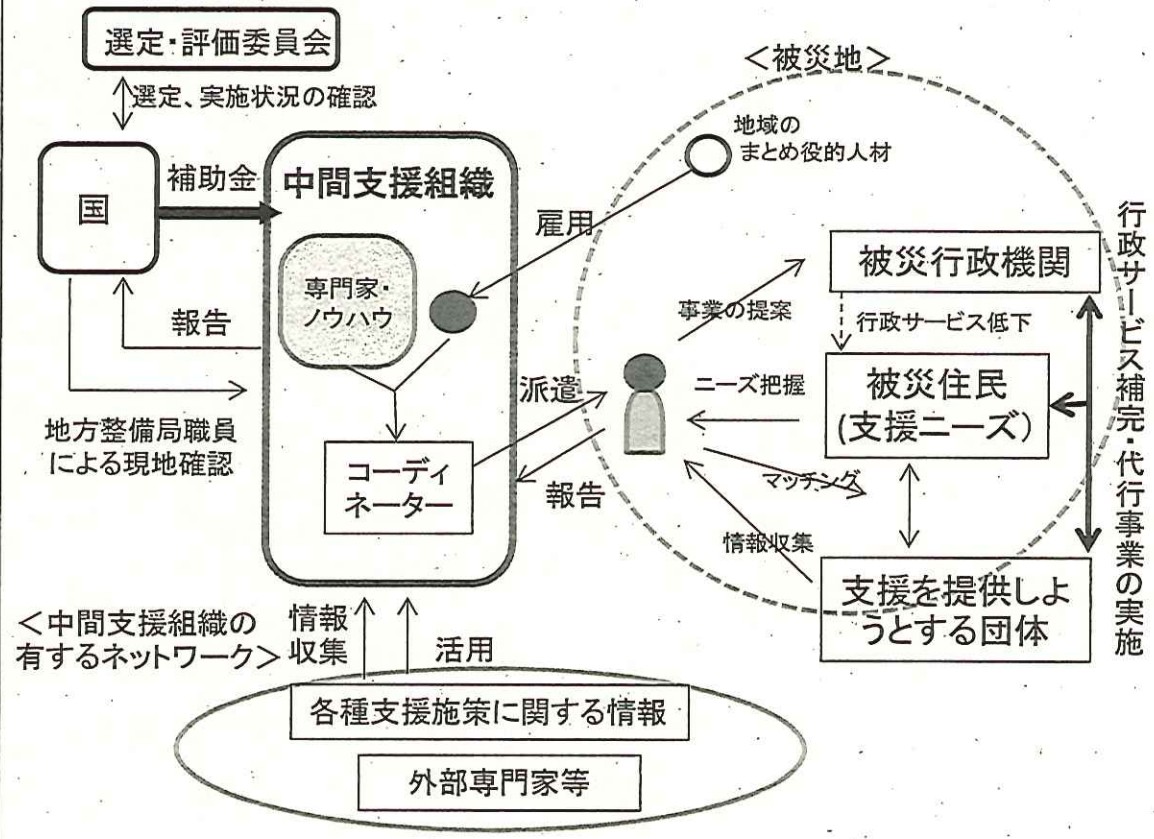 選定・評価委員会
選定、実施状況の確認
国
補助金
報告
地方整備局職員
による現地確認
中間支援組織
専門家・
ノウハウ
コーディ
ネーター
雇用
派遣
報告
＜被災地＞
地域の
まとめ役的人材
被災行政機関
事業の提案
行政サービス低下
ニーズ把握
被災住民
(支援ニーズ)
マッチング
情報収集
支援を提供しよ
うとする団体
行政サービス補完・代行事業の実施
＜中間支援組織の
有するネットワーク＞
情報
収集
活用
各種支援施策に関する情報
外部専門家等